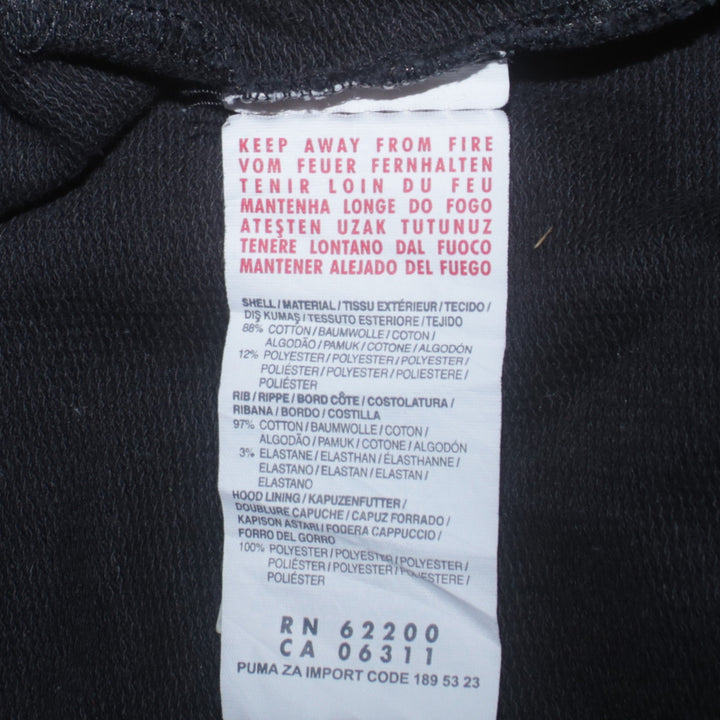 KEEP AWAY FROM FIRE
VOM FEUER FERNHALTEN
TENIR LOIN DU FEU
MANTENHA LONGE DO FOGO
ATEŞTEN UZAK TUTUNUZ
TENERE LONTANO DAL FUOCO
MANTENER ALEJADO DEL FUEGO
SHELL / MATERIAL / TISSU EXTÉRIEUR / TECIDO /
DIŞ KUMAŞ / TESSUTO ESTERIORE / TEJIDO
88% COTTON / BAUMWOLLE / COTON /
ALGODÃO / PAMUK / COTONE / ALGODÓN
12% POLYESTER / POLYESTER / POLYESTER /
POLIÉSTER / POLYESTER / POLIESTERE /
POLIÉSTER
RIB / RIPPE / BORD CÔTE / COSTOLATURA /
RIBANA / BORDO / COSTILLA
97% COTTON / BAUMWOLLE / COTON /
ALGODÃO / PAMUK / COTONE / ALGODÓN
3% ELASTANE / ELASTHAN / ÉLASTHANNE /
ELASTANO / ELASTAN / ELASTAN /
ELASTANO
HOOD LINING / KAPUZENFUTTER /
DOUBLURE CAPUCHE / CAPUZ FORRADO /
KAPISON ASTARI / FODERA CAPPUCCIO /
FORRO DEL GORRO
100% POLYESTER / POLYESTER / POLYESTER /
POLIÉSTER / POLYESTER / POLIESTERE /
POLIÉSTER
RN 62200
CA 06311
PUMA ZA IMPORT CODE 189 53 23